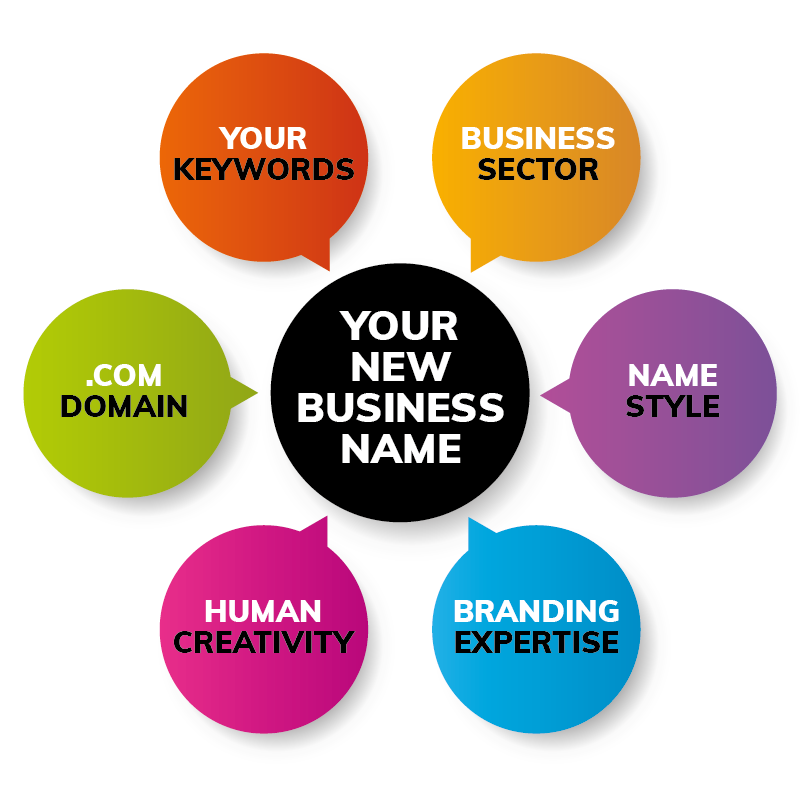 YOUR
KEYWORDS
BUSINESS
SECTOR
.COM
DOMAIN
YOUR
NEW
BUSINESS
NAME
NAME
STYLE
HUMAN
CREATIVITY
BRANDING
EXPERTISE